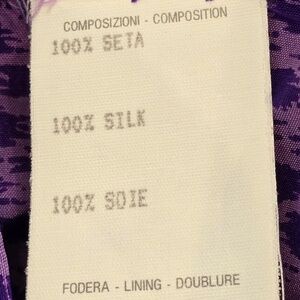 COMPOSIZIONI - COMPOSITION
100% SETA
100% SILK
100% SOIE
FODERA - LINING - DOUBLURE